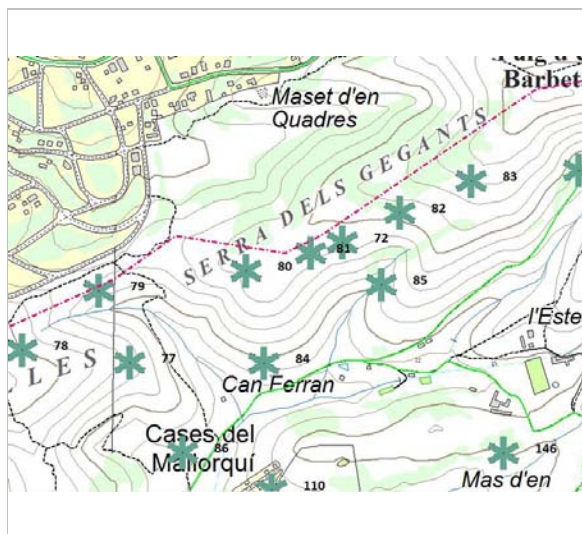 Barbet
Maset d'en
Quadres
SERRA DELS GEGANTS
83
82
72
81
80
85
79
78
77
84
LLES
l'Este
Can Ferran
Cases del
Mallorquí
86
146
110
Mas d'en